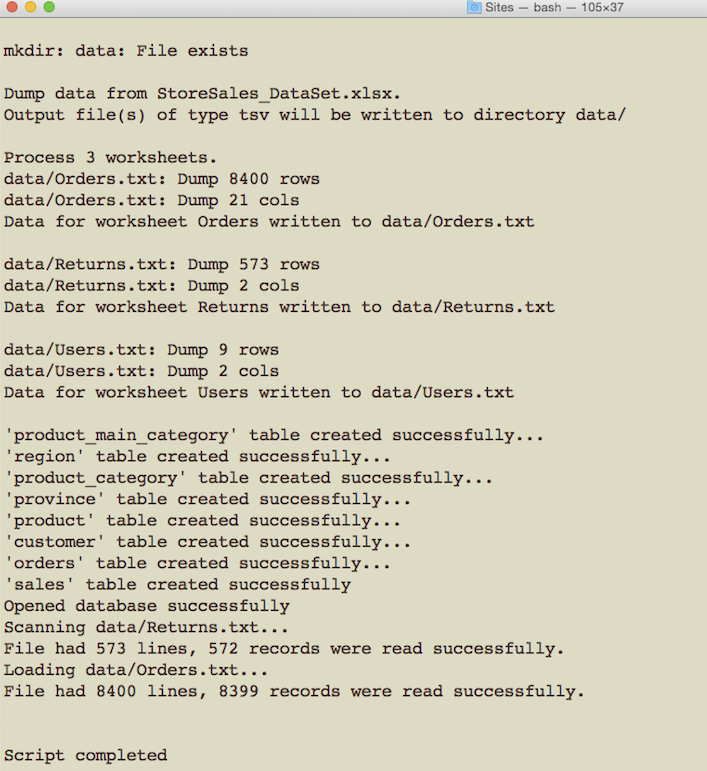 Sites — bash — 105×37
mkdir: data: File exists
Dump data from StoreSales_DataSet.xlsx.
Output file(s) of type tsv will be written to directory data/
Process 3 worksheets.
data/Orders.txt: Dump 8400 rows
data/Orders.txt: Dump 21 cols
Data for worksheet Orders written to data/Orders.txt
data/Returns.txt: Dump 573 rows
data/Returns.txt: Dump 2 cols
Data for worksheet Returns written to data/Returns.txt
data/Users.txt: Dump 9 rows
data/Users.txt: Dump 2 cols
Data for worksheet Users written to data/Users.txt
'product_main_category' table created successfully...
'region' table created successfully...
'product_category' table created successfully...
'province' table created successfully...
'product' table created successfully...
'customer' table created successfully...
'orders' table created successfully...
'sales' table created successfully
Opened database successfully
Scanning data/Returns.txt...
File had 573 lines, 572 records were read successfully.
Loading data/Orders.txt...
File had 8400 lines, 8399 records were read successfully.
Script completed